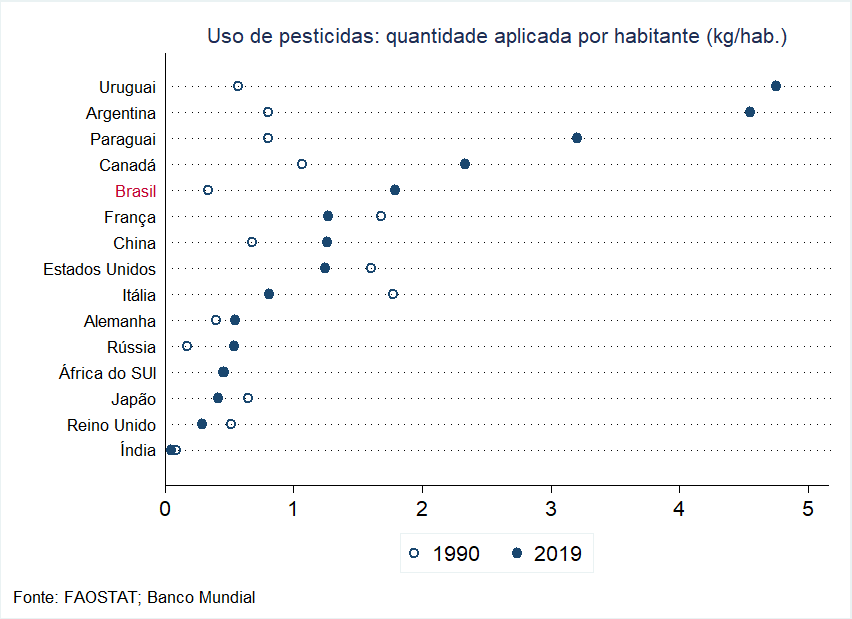 Uso de pesticidas: quantidade aplicada por habitante (kg/hab.)
Uruguai
Argentina
Paraguai
Canadá
Brasil
França
China
Estados Unidos
Itália
Alemanha
Rússia
África do SUl
Japão
Reino Unido
Índia
0 1 2 3 4 5
1990 2019
Fonte: FAOSTAT; Banco Mundial